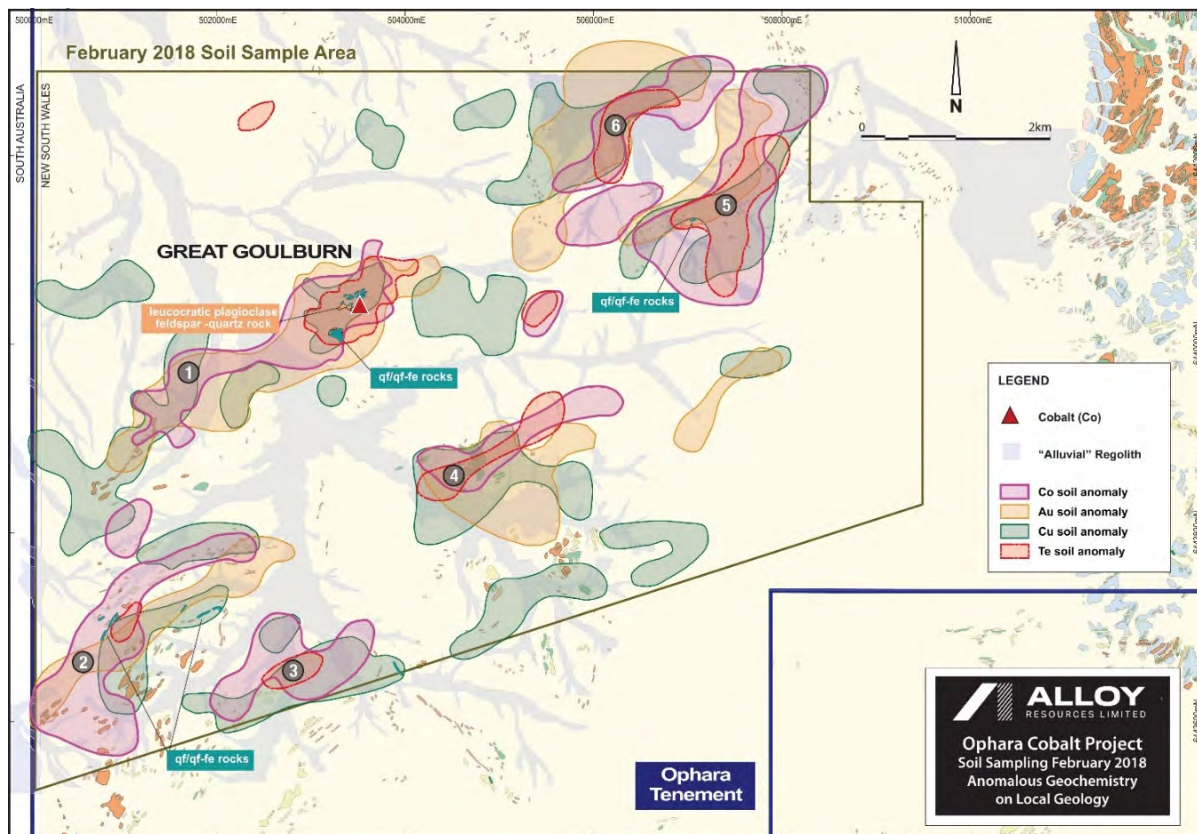 500000mE
502000mE
504000mE
506000mE
508000mE
510000mE
February 2018 Soil Sample Area
SOUTH AUSTRALIA
NEW SOUTH WALES
N
0
2km
6
5
GREAT GOULBURN
leucocratic plagioclase
feldspar -quartz rock
qf/qf-fe rocks
qf/qf-fe rocks
1
4
2
3
qf/qf-fe rocks
LEGEND
Cobalt (Co)
"Alluvial" Regolith
Co soil anomaly
Au soil anomaly
Cu soil anomaly
Te soil anomaly
Ophara
Tenement
ALLOY
RESOURCES LIMITED
Ophara Cobalt Project
Soil Sampling February 2018
Anomalous Geochemistry
on Local Geology